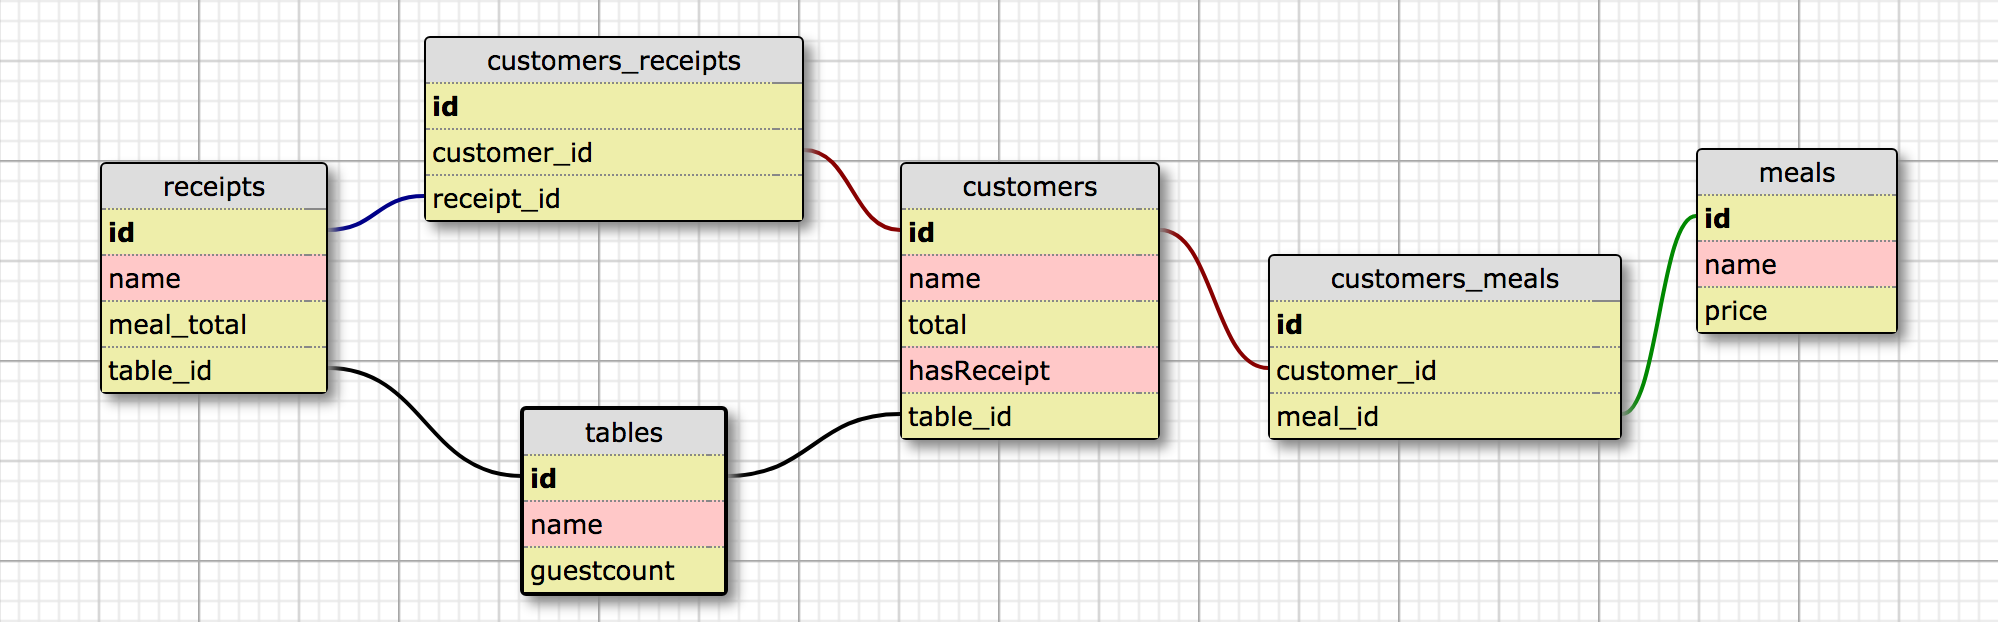 customers_receipts
id
customer_id
receipt_id
receipts
id
name
meal_total
table_id
tables
id
name
guestcount
customers
id
name
total
hasReceipt
table_id
customers_meals
id
customer_id
meal_id
meals
id
name
price